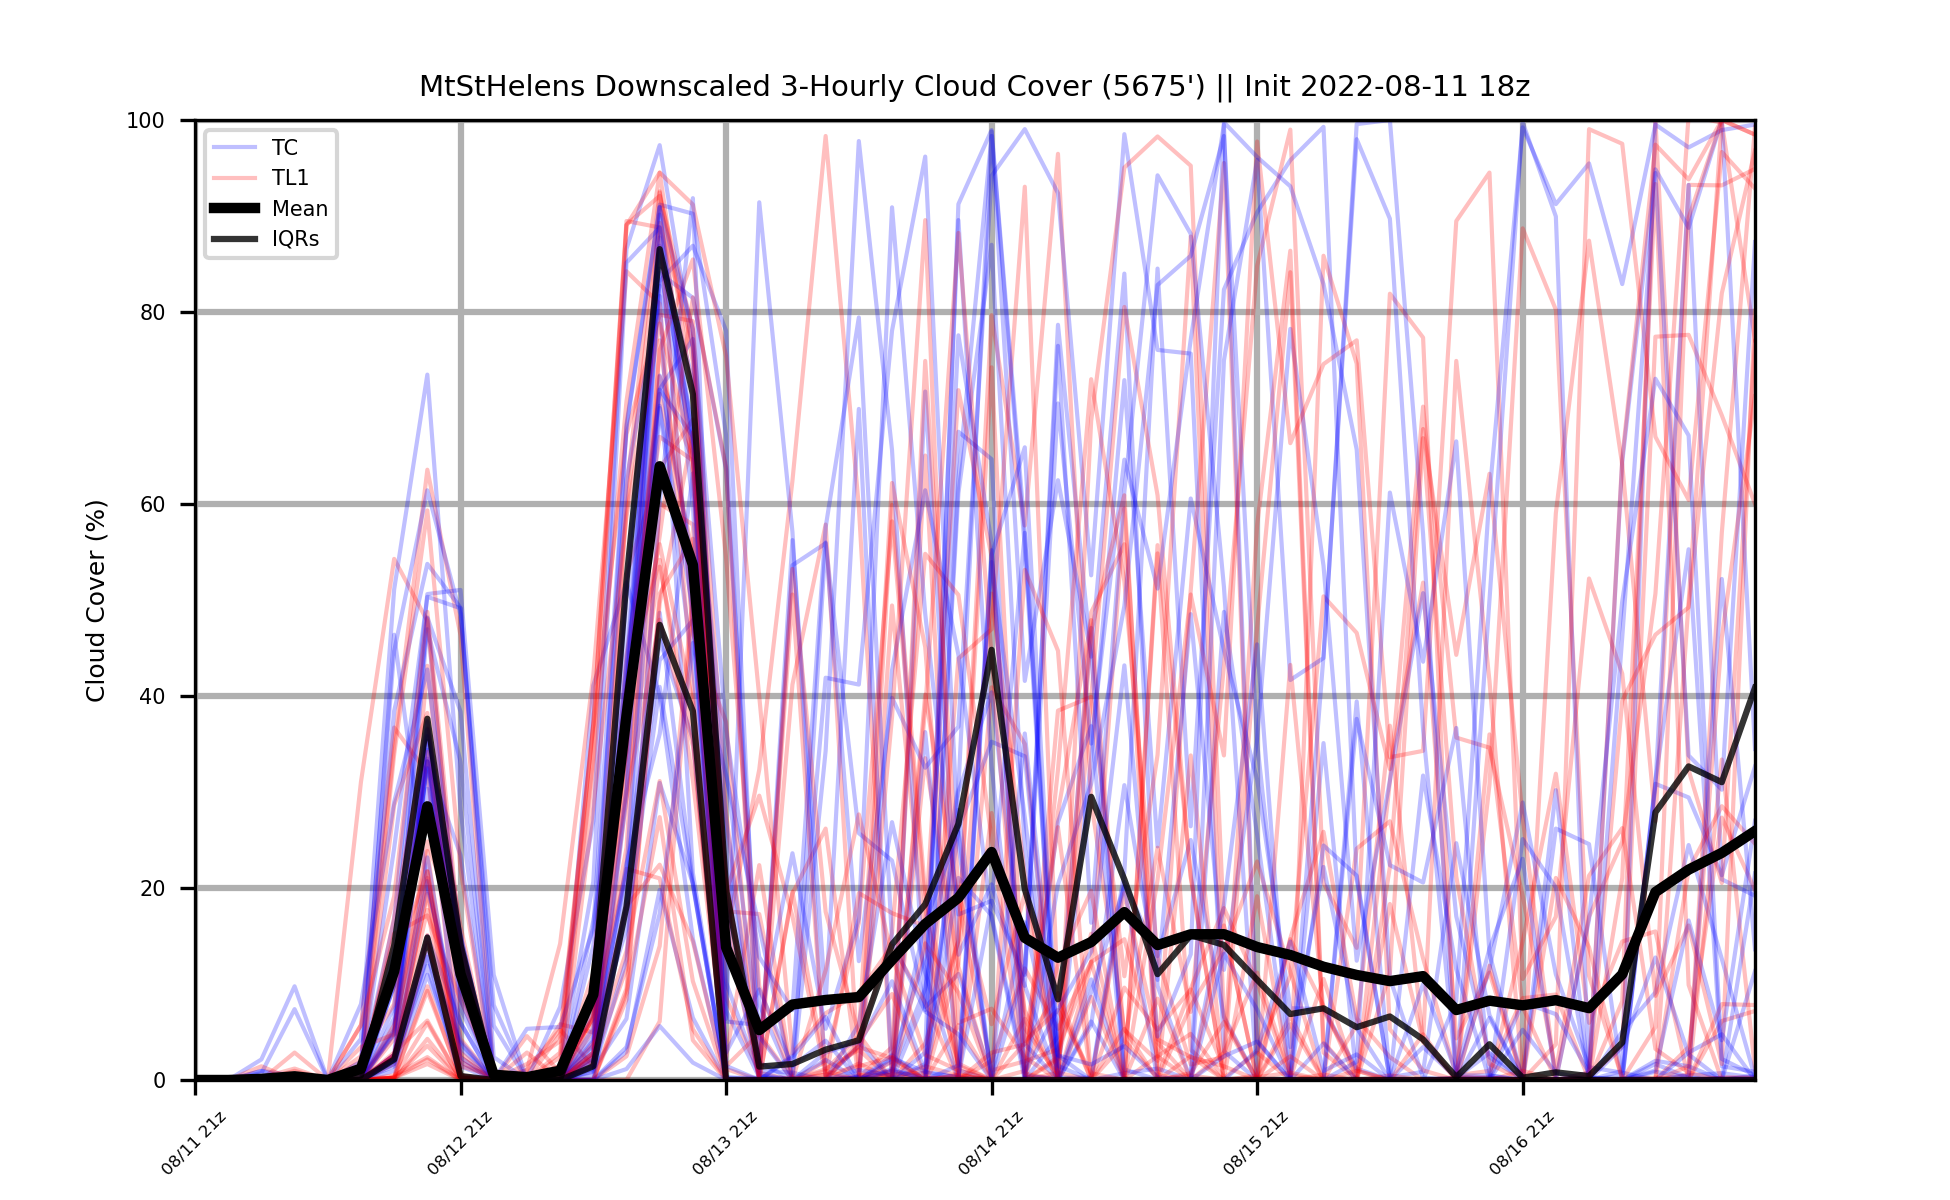 MtStHelens Downscaled 3-Hourly Cloud Cover (5675') || Init 2022-08-11 18z
Cloud Cover (%)
100
80
60
40
20
0
TC
TL1
Mean
IQRs
08/11 21z
08/12 21z
08/13 21z
08/14 21z
08/15 21z
08/16 21z